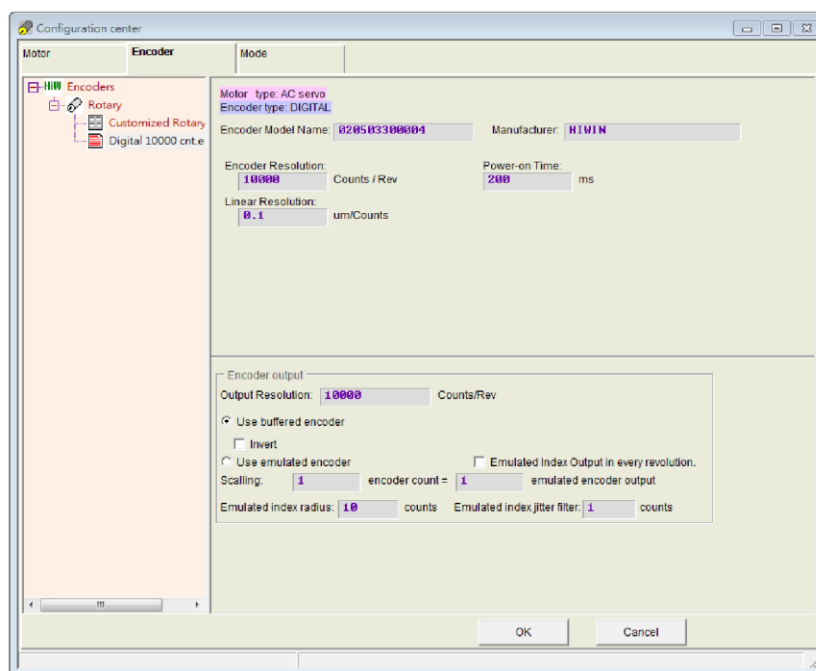 Configuration center
Motor Encoder Mode
HIWIN Encoders
Rotary
Customized Rotary
Digital 10000 cnt.e
Motor type: AC servo
Encoder type: DIGITAL
Encoder Model Name: 020503300004 Manufacturer: HIWIN
Encoder Resolution: Power-on Time:
10000 Counts / Rev 200 ms
Linear Resolution:
0.1 um/Counts
Encoder output
Output Resolution: 10000 Counts/Rev
Use buffered encoder
Invert
Use emulated encoder Emulated Index Output in every revolution.
Scalling: 1 encoder count = 1 emulated encoder output
Emulated index radius: 10 counts Emulated index jitter filter: 1 counts
OK Cancel